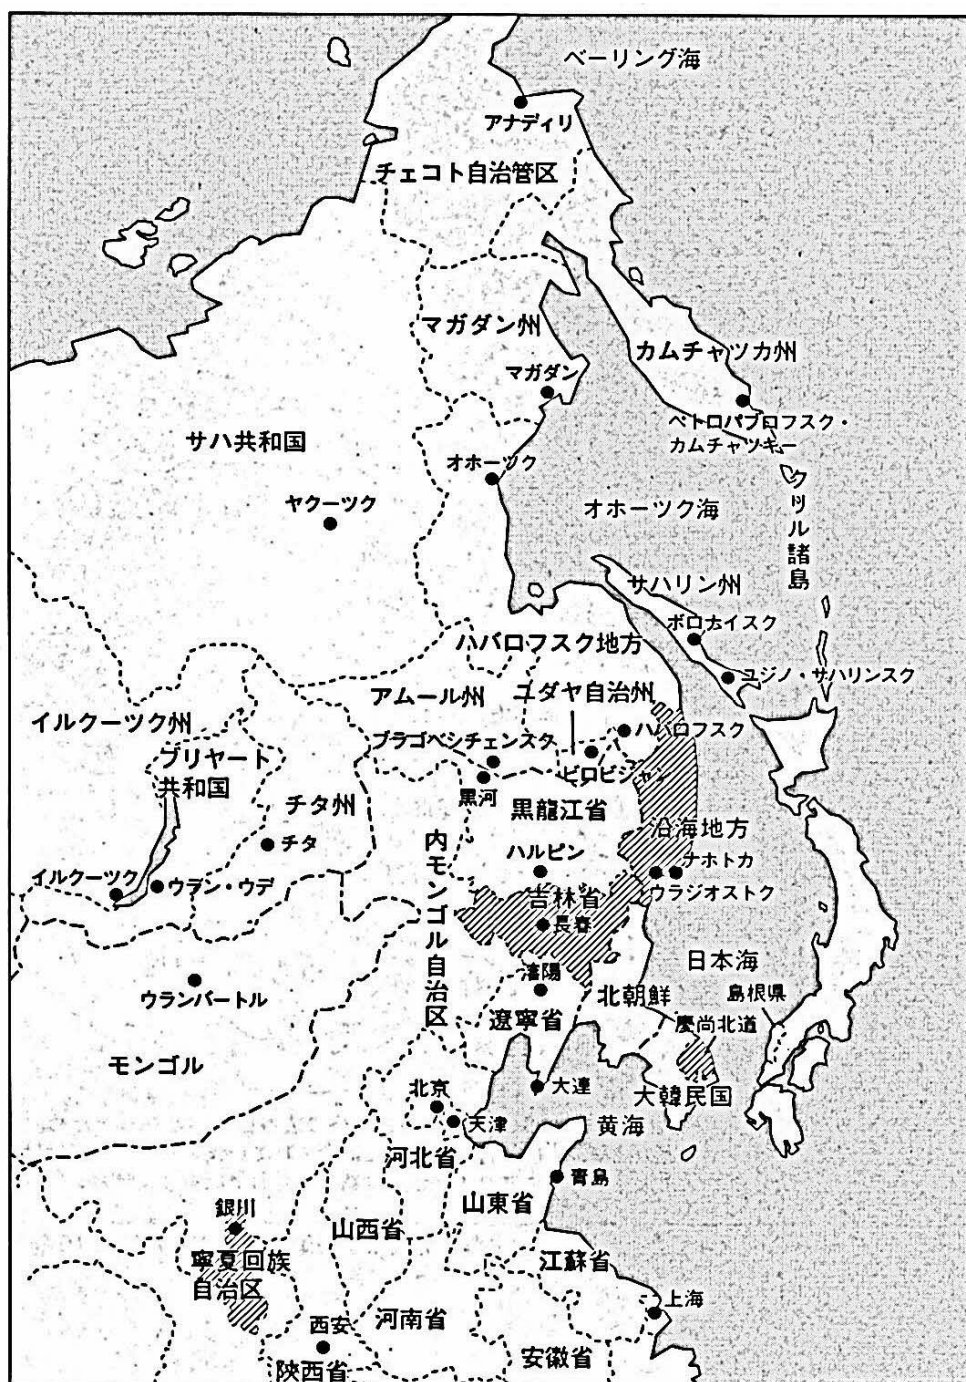 ベーリング海
アナディリ
チェコト自治管区
マガダン州
カムチャツカ州
マガダン
ペトロパブロフスク・
カムチャツキー
サハ共和国
オホーツク
クリル諸島
ヤクーツク
オホーツク海
サハリン州
ポロナイスク
ハバロフスク地方
ユジノ・サハリンスク
アムール州
ユダヤ自治州
イルクーツク州
ブラゴベシチェンスク
ハバロフスク
ブリヤート
共和国
ビロビジャン
黒河
チタ州
黒龍江省
沿海地方
内モンゴル自治区
チタ
ハルピン
ナホトカ
イルクーツク
ウラン・ウデ
ウラジオストク
吉林省
長春
日本海
瀋陽
ウランバートル
北朝鮮
島根県
遼寧省
慶尚北道
モンゴル
北京
大連
大韓民国
天津
黄海
河北省
青島
銀川
山西省
山東省
寧夏回族
自治区
江蘇省
上海
西安
河南省
陜西省
安徽省